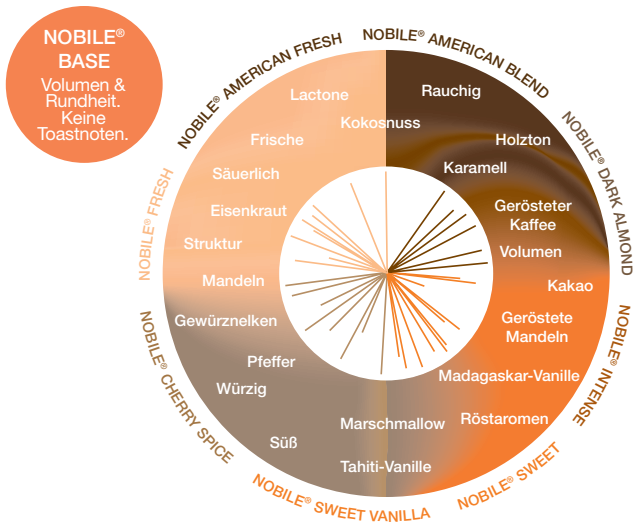 NOBILE®
BASE
Volumen &
Rundheit.
Keine
Toastnoten.
NOBILE® AMERICAN FRESH
NOBILE® AMERICAN BLEND
NOBILE® DARK ALMOND
NOBILE® INTENSE
NOBILE® SWEET
NOBILE® SWEET VANILLA
NOBILE® CHERRY SPICE
NOBILE® FRESH
Rauchig
Lactone
Kokosnuss
Frische
Holzton
Karamell
Säuerlich
Gerösteter
Kaffee
Eisenkraut
Struktur
Volumen
Mandeln
Kakao
Gewürznelken
Geröstete
Mandeln
Pfeffer
Madagaskar-Vanille
Würzig
Röstaromen
Marschmallow
Süß
Tahiti-Vanille